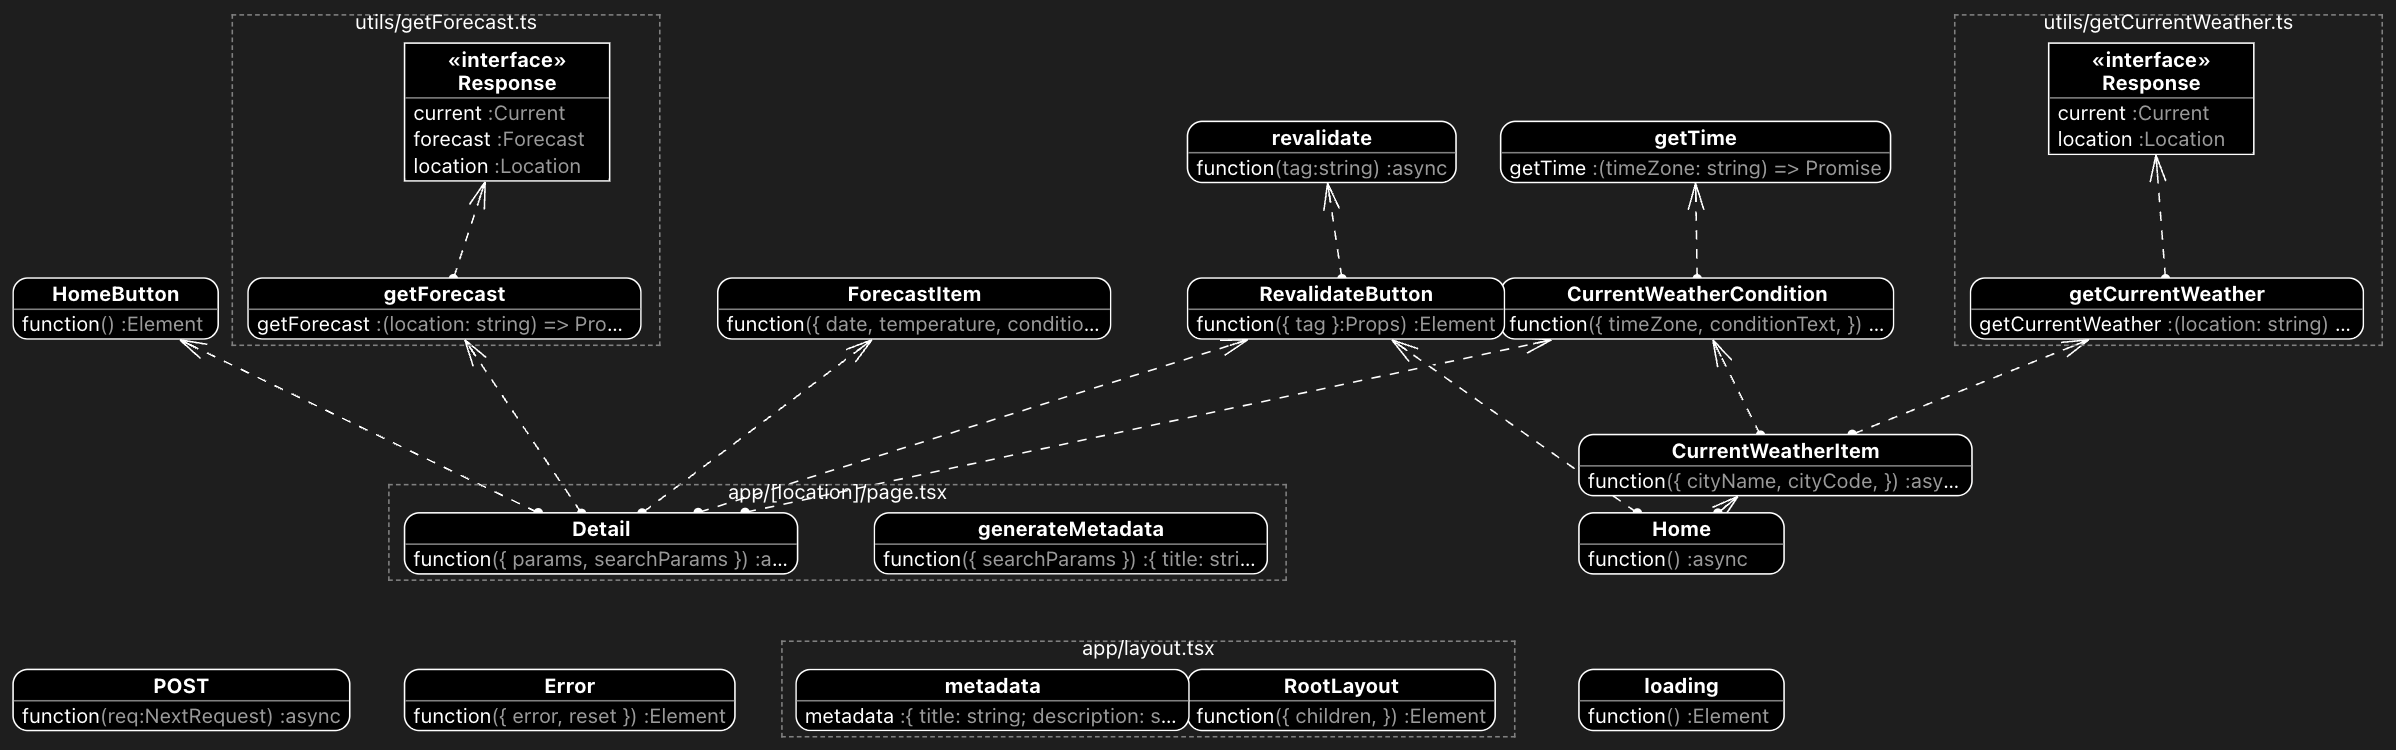 utils/getForecast.ts
«interface»
Response
current :Current
forecast :Forecast
location :Location
utils/getCurrentWeather.ts
«interface»
Response
current :Current
location :Location
revalidate
function(tag:string) :async
getTime
getTime :(timeZone: string) => Promise
HomeButton
function() :Element
getForecast
getForecast :(location: string) => Pro...
ForecastItem
function({ date, temperature, conditio...
RevalidateButton
function({ tag }:Props) :Element
CurrentWeatherCondition
function({ timeZone, conditionText, }) ...
getCurrentWeather
getCurrentWeather :(location: string) ...
CurrentWeatherItem
function({ cityName, cityCode, }) :asy...
app/[location]/page.tsx
Detail
function({ params, searchParams }) :a...
generateMetadata
function({ searchParams }) :{ title: stri...
Home
function() :async
POST
function(req:NextRequest) :async
Error
function({ error, reset }) :Element
app/layout.tsx
metadata
metadata :{ title: string; description: s...
RootLayout
function({ children, }) :Element
loading
function() :Element